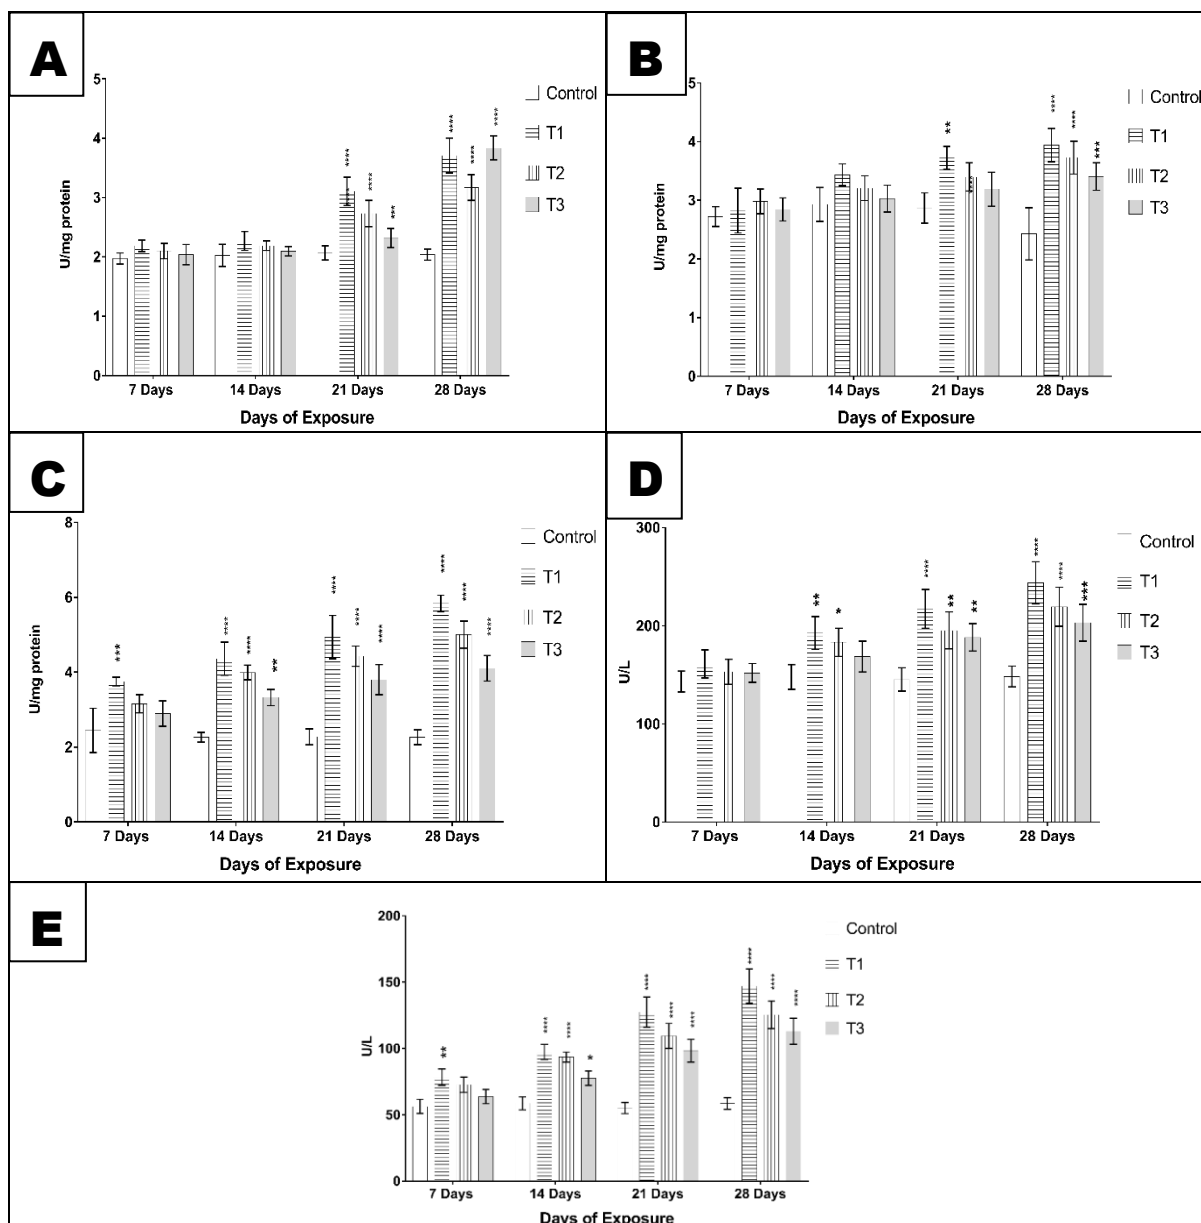 A
5
4
3
2
1
0
U/mg protein
****
****
****
***
****
****
****
Control
T1
T2
T3
7 Days
14 Days
21 Days
28 Days
Days of Exposure
B
5
4
3
2
1
0
U/mg protein
**
****
****
***
Control
T1
T2
T3
7 Days
14 Days
21 Days
28 Days
Days of Exposure
C
8
6
4
2
0
U/mg protein
***
****
****
**
****
****
****
****
****
****
Control
T1
T2
T3
7 Days
14 Days
21 Days
28 Days
Days of Exposure
D
300
200
100
0
U/L
**
*
****
**
**
****
****
***
Control
T1
T2
T3
7 Days
14 Days
21 Days
28 Days
Days of Exposure
E
200
150
100
50
0
U/L
**
****
****
*
****
****
****
****
****
****
Control
T1
T2
T3
7 Days
14 Days
21 Days
28 Days
Days of Exposure